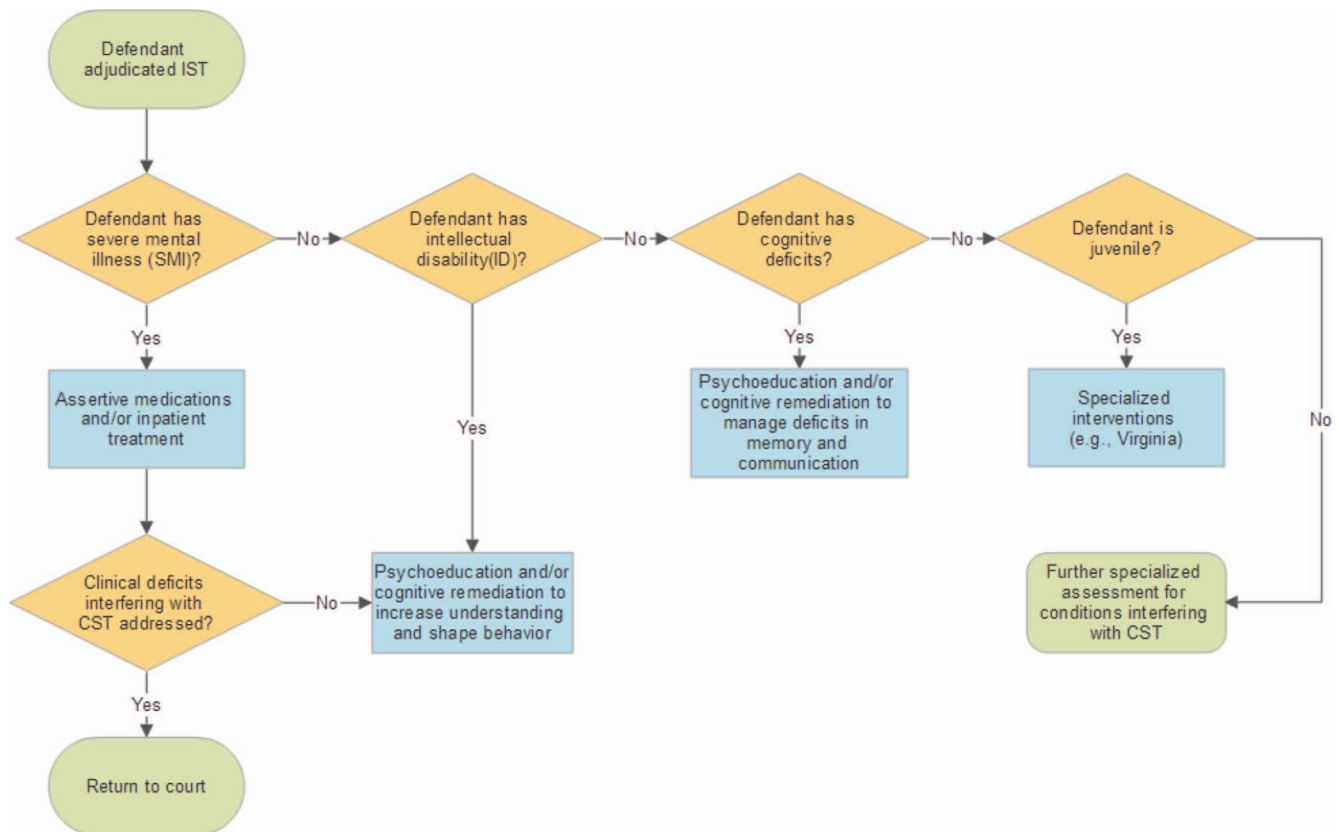 Defendant
adjudicated IST
Defendant has
severe mental
illness (SMI)?
No
Defendant has
intellectual
disability(ID)?
No
Defendant has
cognitive
deficits?
No
Defendant is
juvenile?
Yes
Assertive medications
and/or inpatient
treatment
Yes
Yes
Psychoeducation and/or
cognitive remediation to
manage deficits in
memory and
communication
Yes
Specialized
interventions
(e.g., Virginia)
No
Clinical deficits
interfering with
CST addressed?
No
Psychoeducation and/or
cognitive remediation to
increase understanding
and shape behavior
Further specialized
assessment for
conditions interfering
with CST
Yes
Return to court